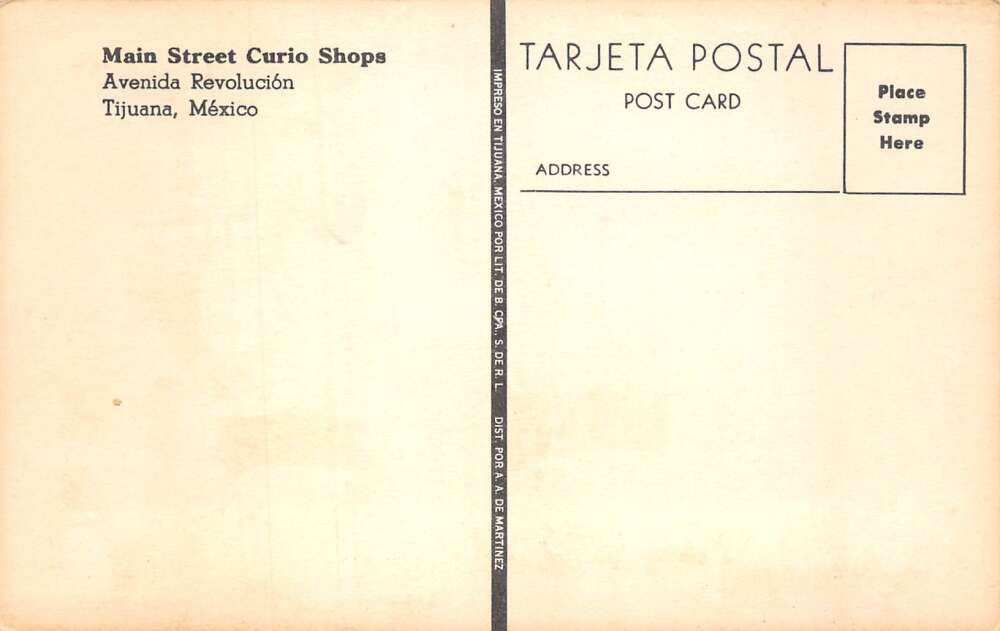 Main Street Curio Shops
Avenida Revolución
Tijuana, México
IMPRESO EN TIJUANA, MEXICO POR LIT. DE B. CFA., S. DE R. L. DIST. POR A. A. DE MARTINEZ
TARJETA POSTAL
POST CARD
ADDRESS
Place
Stamp
Here